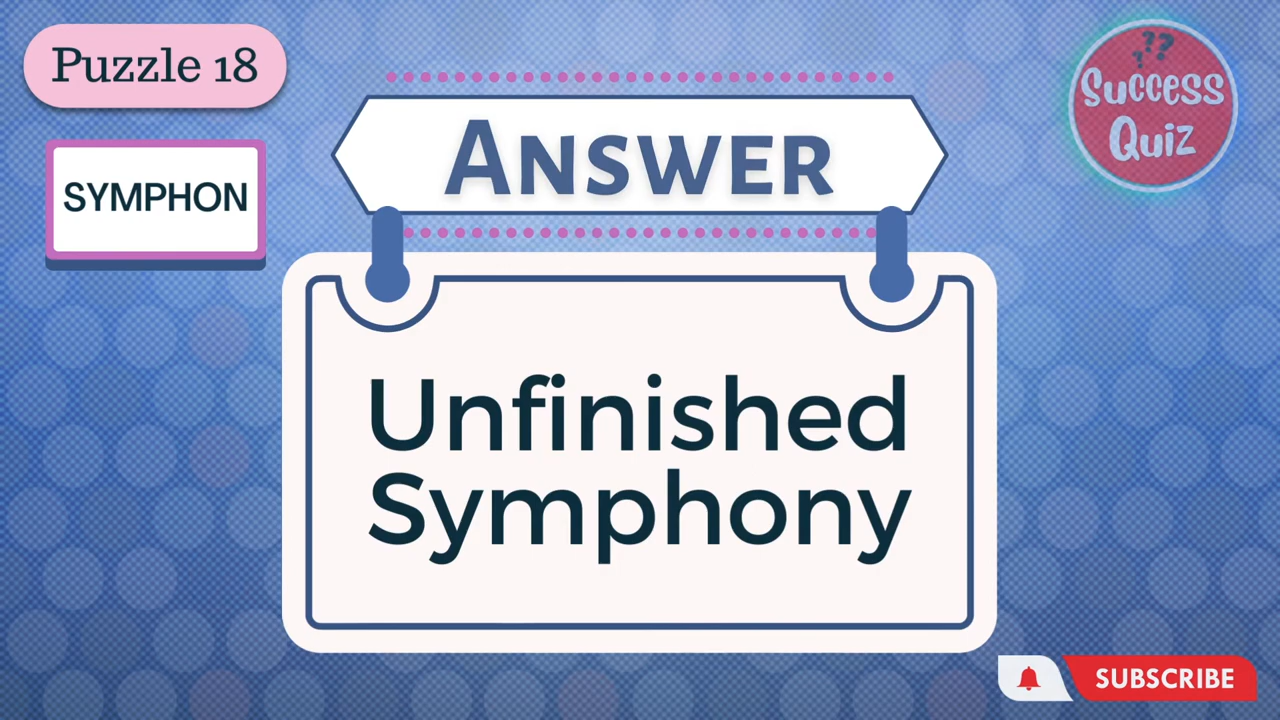 Puzzle 18
SYMPHON
Answer
Unfinished
Symphony
??
?
Success
Quiz
SUBSCRIBE